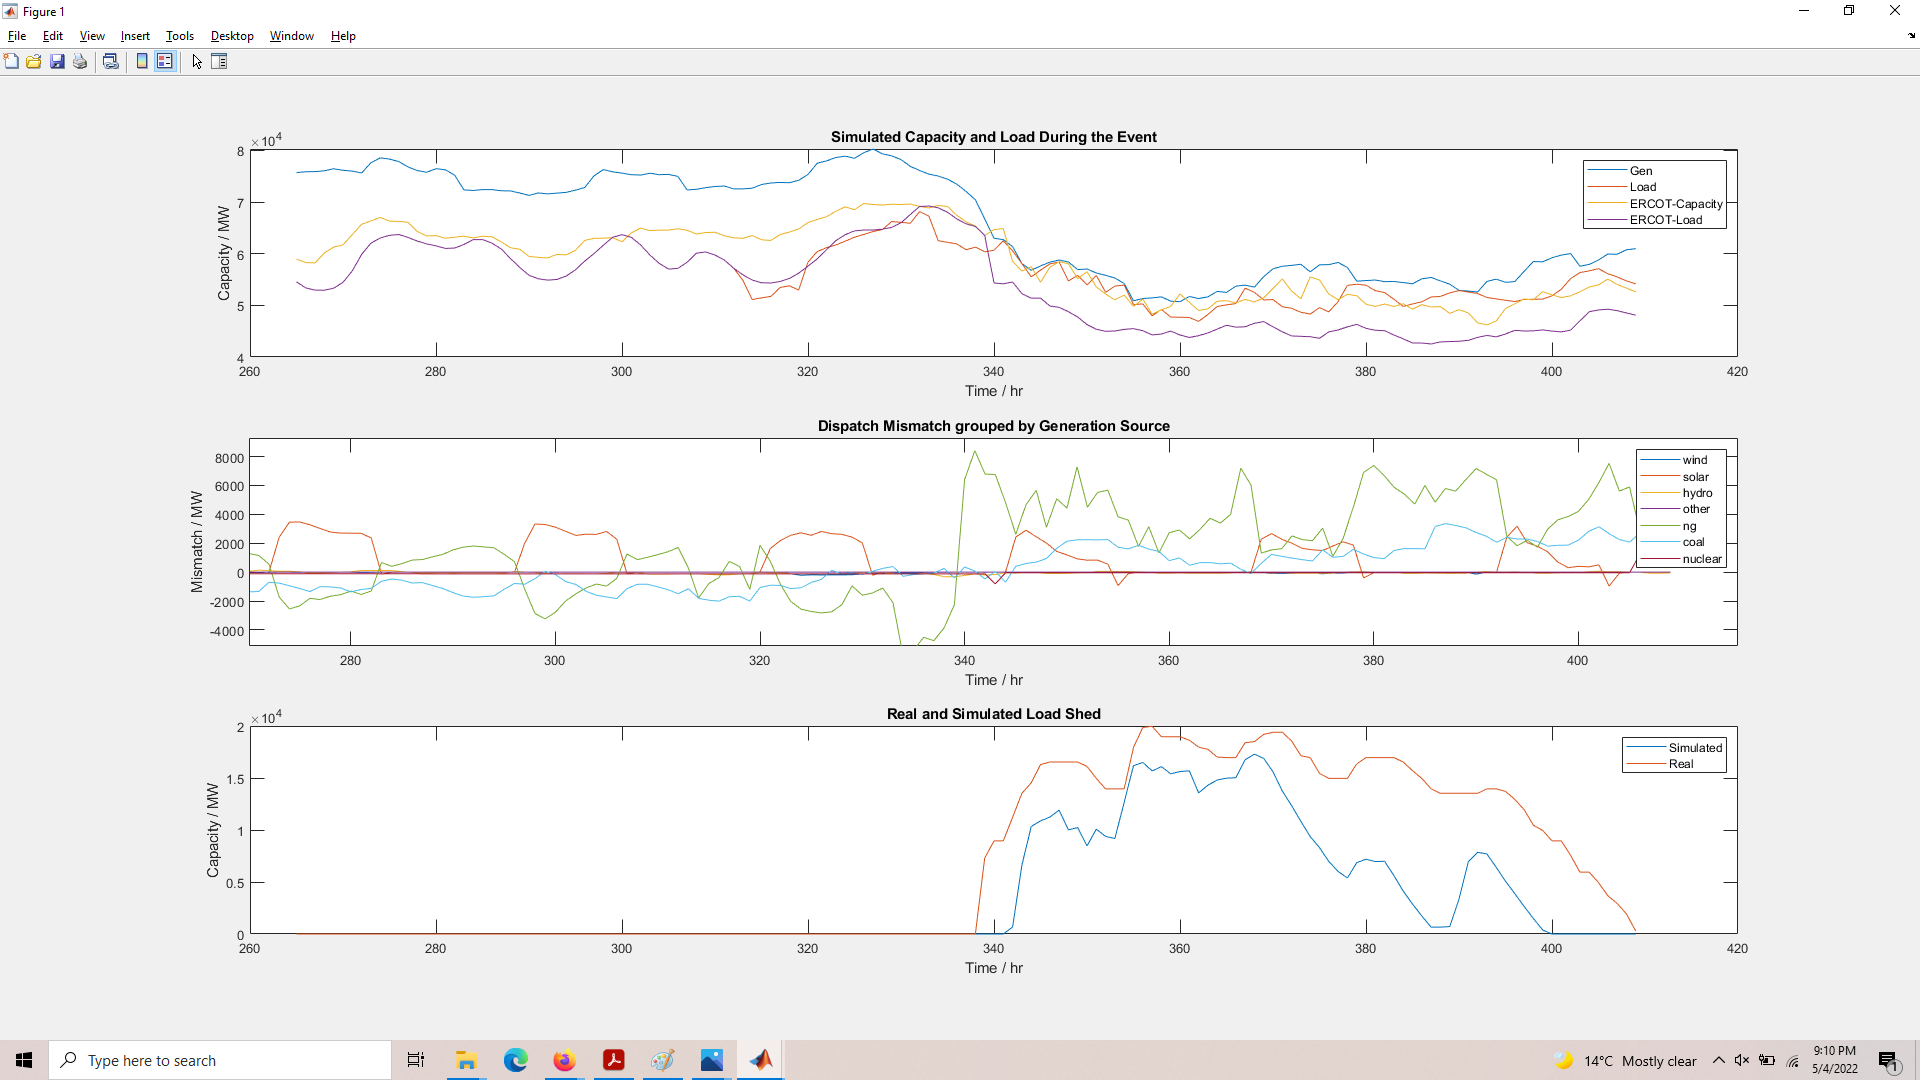 Figure 1
File Edit View Insert Tools Desktop Window Help
Simulated Capacity and Load During the Event
×10⁴
8
7
6
5
4
Capacity / MW
260 280 300 320 340 360 380 400 420
Time / hr
Gen
Load
ERCOT-Capacity
ERCOT-Load
Dispatch Mismatch grouped by Generation Source
8000
6000
4000
2000
0
-2000
-4000
Mismatch / MW
280 300 320 340 360 380 400
Time / hr
wind
solar
hydro
other
ng
coal
nuclear
Real and Simulated Load Shed
×10⁴
2
1.5
1
0.5
0
Capacity / MW
260 280 300 320 340 360 380 400 420
Time / hr
Simulated
Real
Type here to search
14°C Mostly clear
9:10 PM
5/4/2022
1